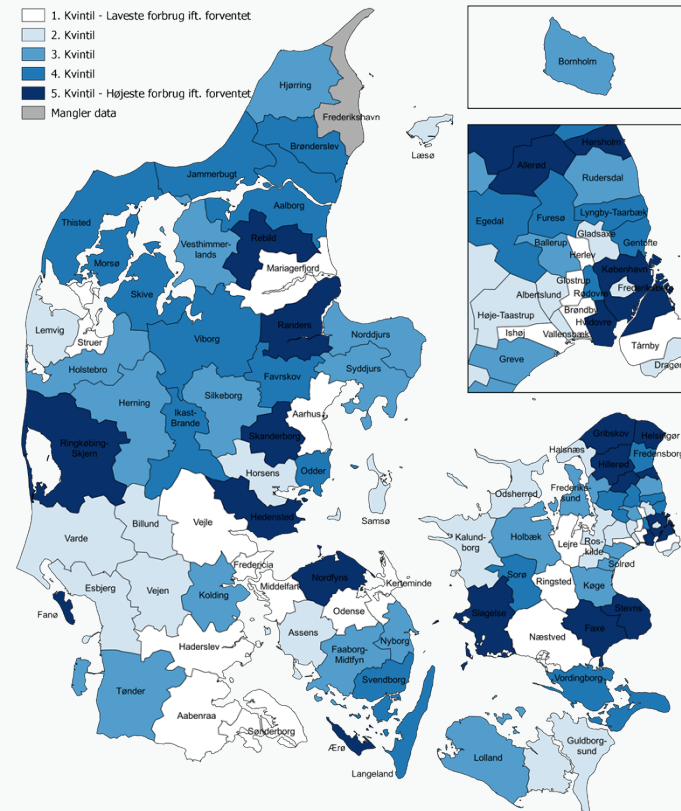 1. Kvintil - Laveste forbrug ift. forventet
2. Kvintil
3. Kvintil
4. Kvintil
5. Kvintil - Højeste forbrug ift. forventet
Mangler data
Hjørring
Frederikshavn
Læsø
Brønderslev
Jammerbugt
Thisted
Aalborg
Vesthimmer-
lands
Rebild
Morsø
Mariagerfjord
Skive
Lemvig
Struer
Randers
Viborg
Norddjurs
Holstebro
Favrskov
Syddjurs
Herning
Silkeborg
Ikast-
Brande
Aarhus
Ringkøbing-
Skjern
Skanderborg
Horsens
Odder
Samsø
Billund
Vejle
Hedensted
Varde
Fredericia
Esbjerg
Vejen
Kolding
Middelfart
Nordfyns
Kerteminde
Fanø
Odense
Assens
Nyborg
Haderslev
Faaborg-
Midtfyn
Tønder
Svendborg
Aabenraa
Sønderborg
Ærø
Langeland
Bornholm
Hørsholm
Allerød
Rudersdal
Egedal
Furesø
Lyngby-Taarbæk
Gladsaxe
Ballerup
Gentofte
Herlev
København
Glostrup
Frederiksberg
Albertslund
Rødovre
Brøndby
Høje-Taastrup
Hvidovre
Ishøj
Vallensbæk
Tårnby
Greve
Dragør
Gribskov
Helsingør
Halsnæs
Fredensborg
Hillerød
Odsherred
Frederiks-
sund
Kalund-
borg
Holbæk
Lejre
Ros-
kilde
Solrød
Sorø
Ringsted
Køge
Slagelse
Stevns
Faxe
Næstved
Vordingborg
Guldborg-
sund
Lolland